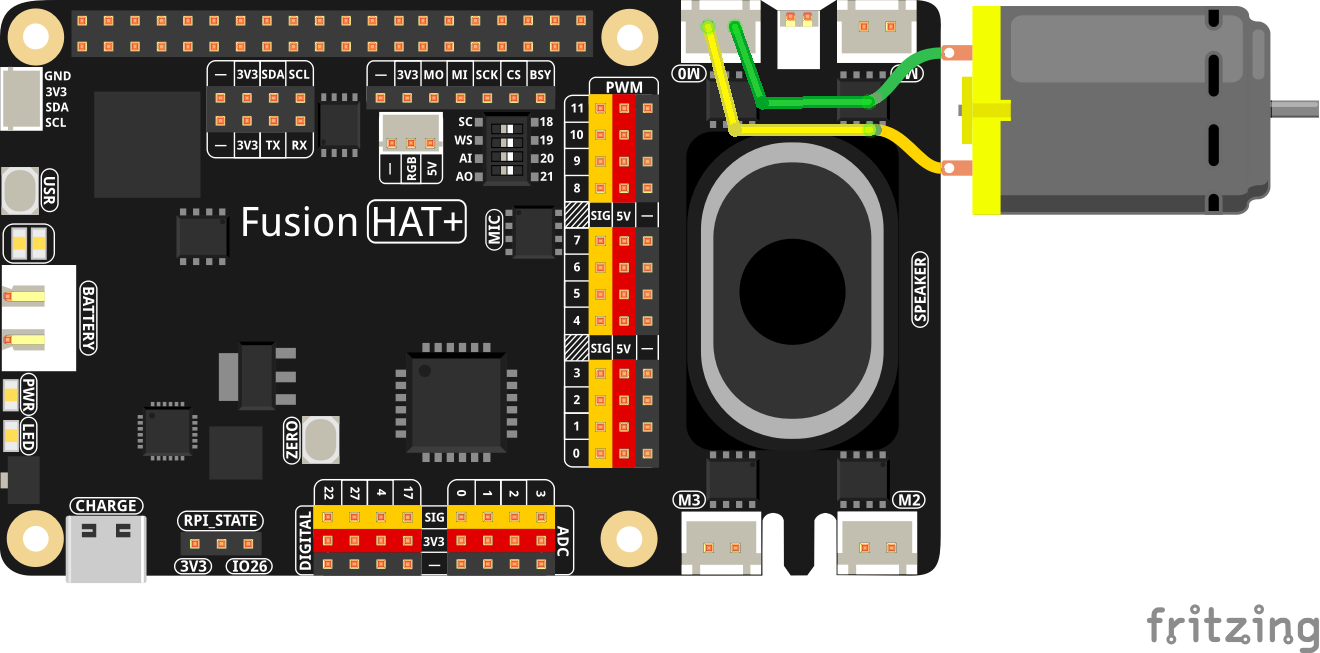 GND
3V3
SDA
SCL
— 3V3 SDA SCL
— 3V3 TX RX
— 3V3 MO MI SCK CS BSY
— RGB 5V
SC 18
WS 19
AI 20
AO 21
PWM
11
10
9
8
SIG 5V —
7
6
5
4
SIG 5V —
3
2
1
0
M0
USR
Fusion HAT+
MIC
BATTERY
SPEAKER
PWR
LED
ZERO
M3
M2
CHARGE
RPI_STATE
3V3 IO26
DIGITAL
22 27 4 17
0 1 2 3
SIG
3V3
—
ADC
fritzing